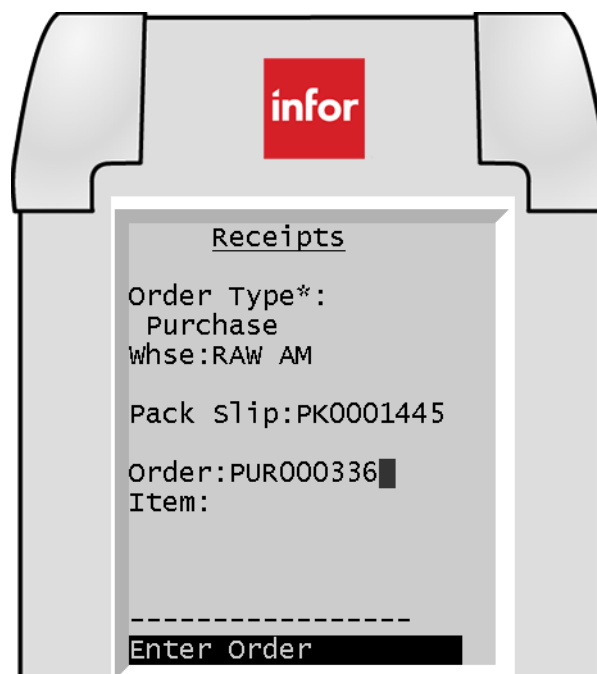 infor
Receipts
Order Type*:
Purchase
Whse:RAW AM
Pack Slip:PK0001445
Order:PUR000336
Item:
-----------------
Enter Order